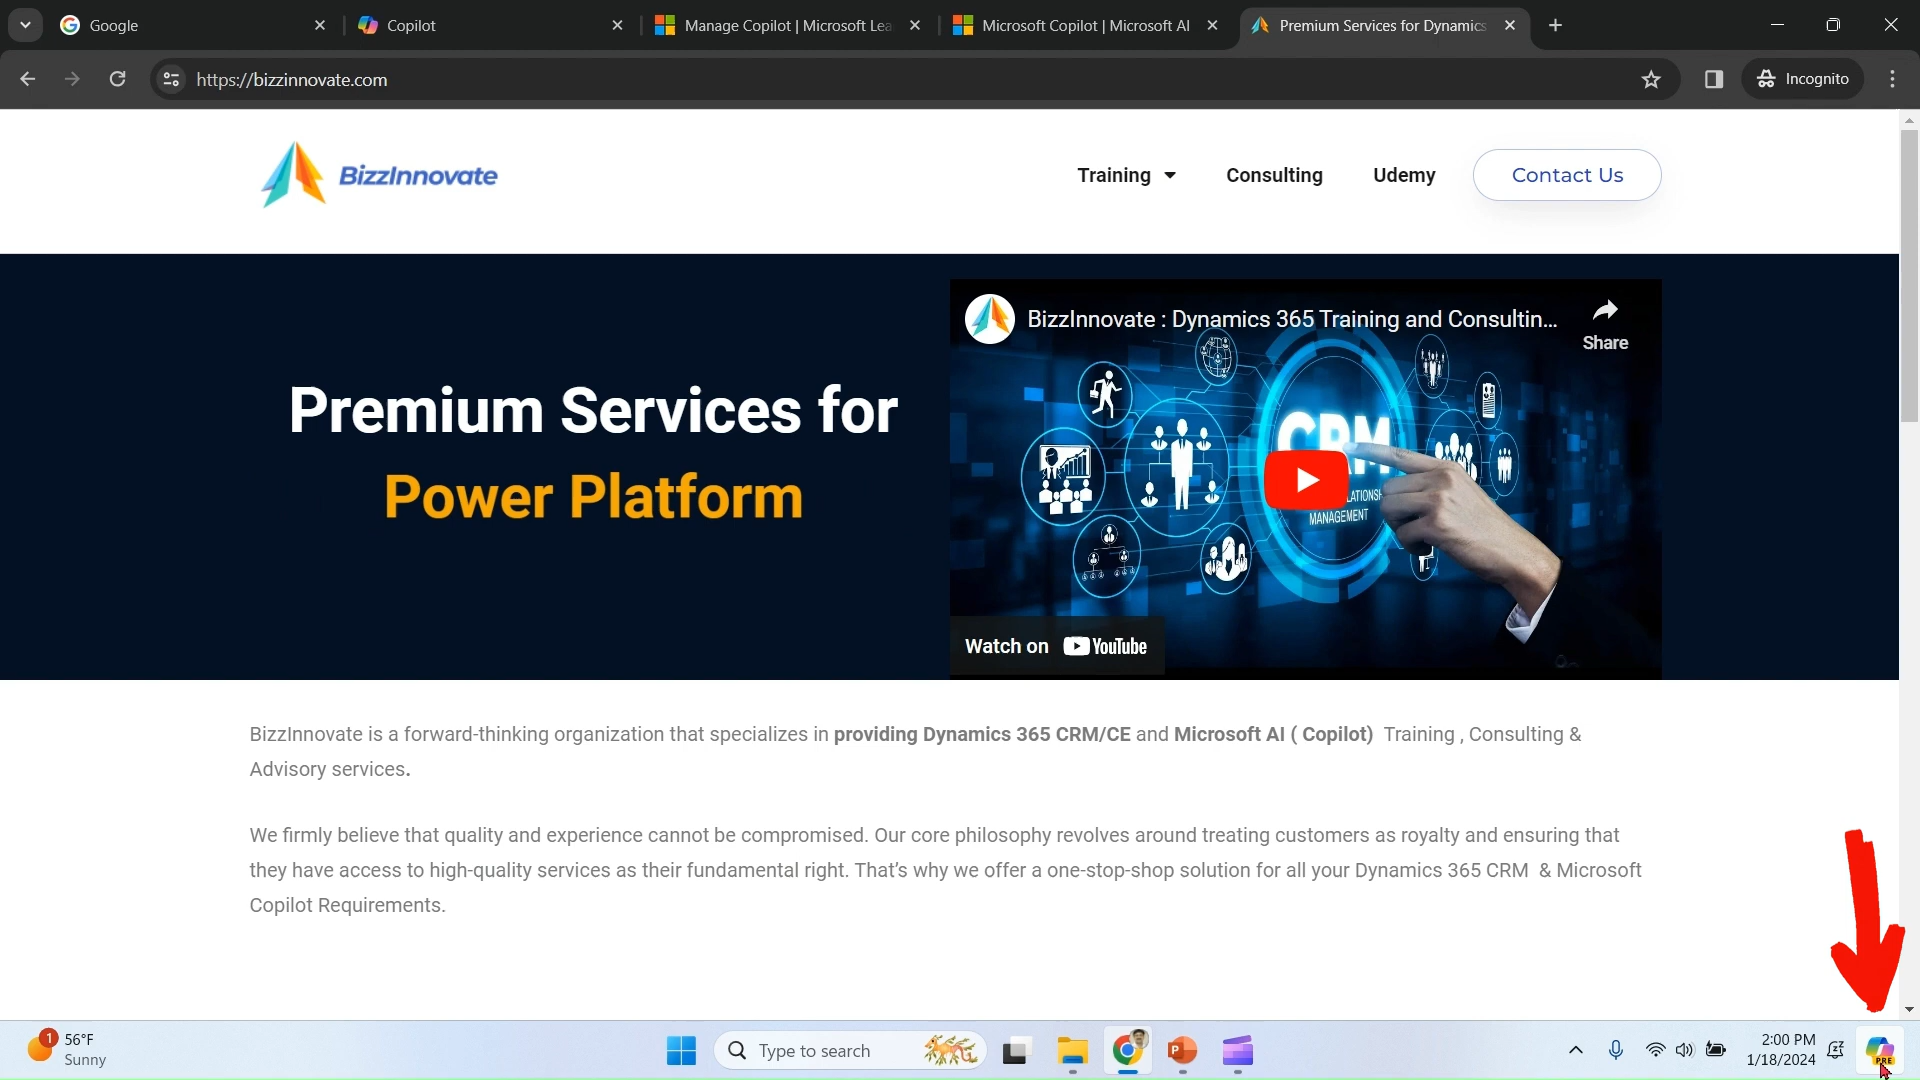 Google
Copilot
Manage Copilot | Microsoft Lea
Microsoft Copilot | Microsoft AI
Premium Services for Dynamics
https://bizzinnovate.com
Incognito
BizzInnovate
Training
Consulting
Udemy
Contact Us
Premium Services for
Power Platform
BizzInnovate : Dynamics 365 Training and Consultin...
Share
CRM
MANAGEMENT
Watch on YouTube
BizzInnovate is a forward-thinking organization that specializes in providing Dynamics 365 CRM/CE and Microsoft AI ( Copilot) Training , Consulting &
Advisory services.
We firmly believe that quality and experience cannot be compromised. Our core philosophy revolves around treating customers as royalty and ensuring that
they have access to high-quality services as their fundamental right. That’s why we offer a one-stop-shop solution for all your Dynamics 365 CRM & Microsoft
Copilot Requirements.
1
56°F
Sunny
Type to search
P
2:00 PM
1/18/2024
PRE